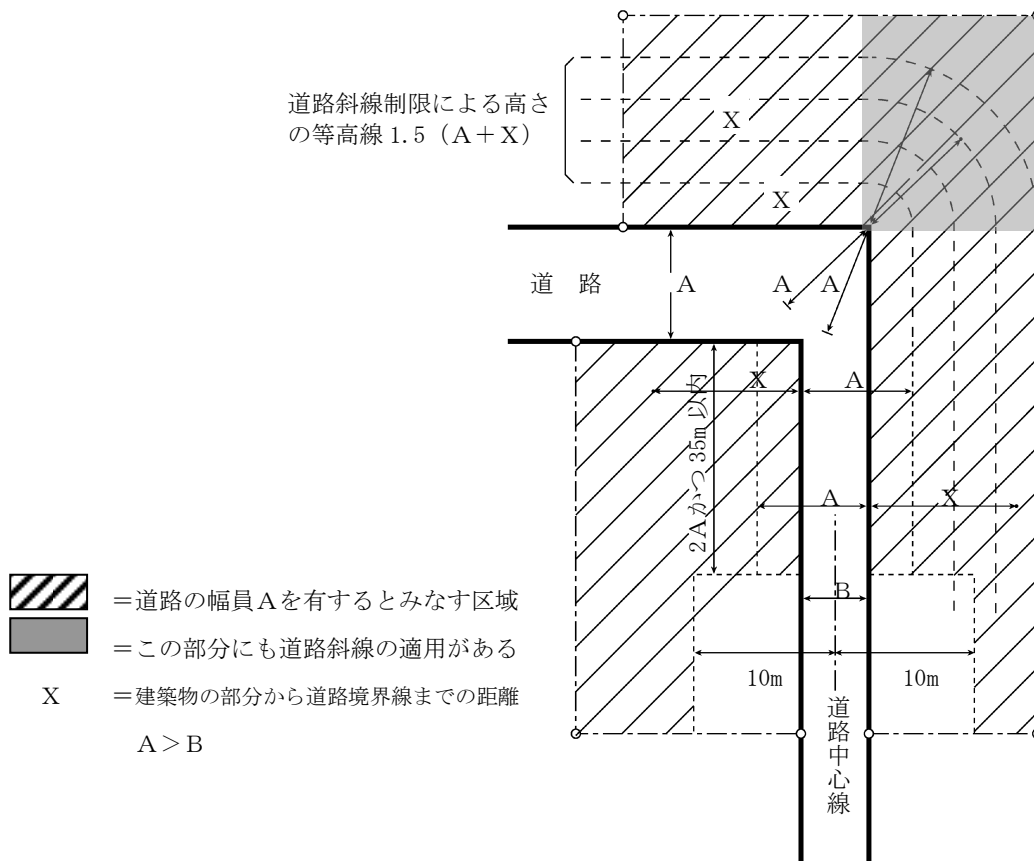 道路斜線制限による高さ
の等高線 1.5（A＋X）
X
X
道 路
A
A
A
X
A
2Aかつ 35m 以内
A
X
B
10m
10m
道路中心線
＝道路の幅員Aを有するとみなす区域
＝この部分にも道路斜線の適用がある
X ＝建築物の部分から道路境界線までの距離
A＞B